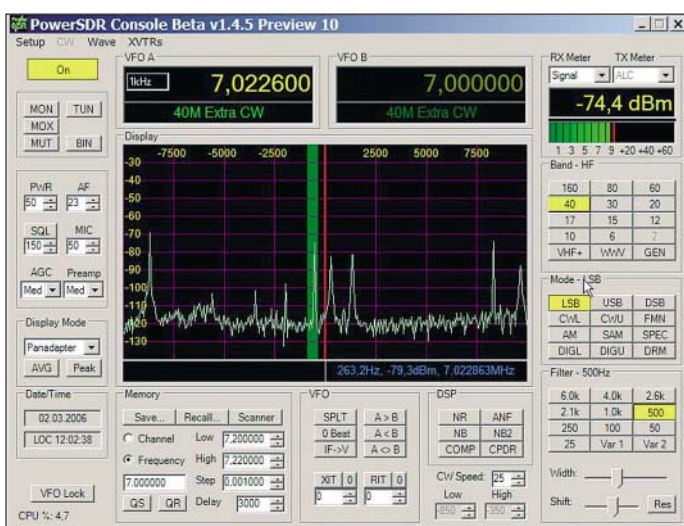 PowerSDR Console Beta v1.4.5 Preview 10
Setup CW Wave XVTRs
On
MON TUN
MOX
MUT BIN
PWR AF
50 23
SQL MIC
150 50
AGC Preamp
Med Med
Display Mode
Panadapter
AVG Peak
Date/Time
02.03.2006
LOC 12:02:38
VFO Lock
CPU %: 4,7
VFO A
1kHz 7,022600
40M Extra CW
VFO B
7,000000
40M Extra CW
Display
-7500 -5000 -2500 2500 5000 7500
-30
-40
-50
-60
-70
-80
-90
-100
-110
-120
-130
263,2Hz, -79,3dBm, 7,022863MHz
Memory
Save... Recall... Scanner
Channel Low 7,200000
Frequency High 7,220000
7.000000 Step 0,001000
QS QR Delay 3000
VFO
SPLT A > B
0 Beat A < B
IF->V A <> B
XIT 0 RIT 0
0 0
DSP
NR ANF
NB NB2
COMP CPDR
CW Speed: 25
Low High
-850 -350
RX Meter TX Meter
Signal ALC
-74,4 dBm
1 3 5 7 9 +20 +40 +60
Band - HF
160 80 60
40 30 20
17 15 12
10 6 2
VHF+ WWV GEN
Mode - LSB
LSB USB DSB
CWL CWU FMN
AM SAM SPEC
DIGL DIGU DRM
Filter - 500Hz
6.0k 4.0k 2.6k
2.1k 1.0k 500
250 100 50
25 Var 1 Var 2
Width:
Shift: Res